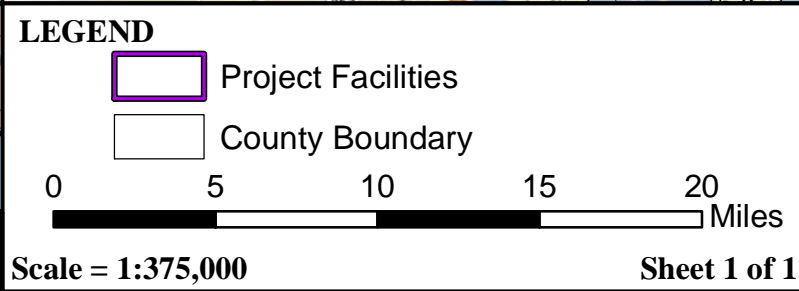 LEGEND
Project Facilities
County Boundary
0 5 10 15 20
Miles
Scale = 1:375,000 Sheet 1 of 1